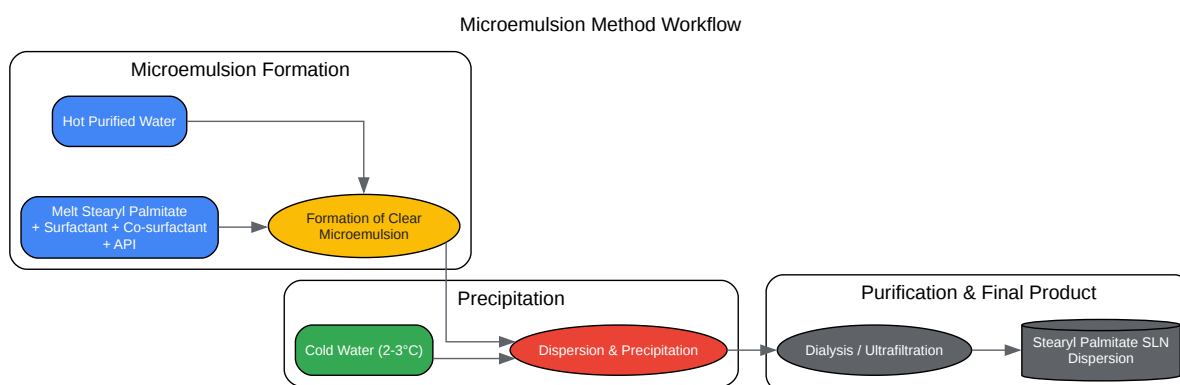 Microemulsion Method Workflow
Microemulsion Formation
Hot Purified Water
Melt Stearyl Palmitate
+ Surfactant + Co-surfactant
+ API
Formation of Clear
Microemulsion
Precipitation
Cold Water (2-3°C)
Dispersion & Precipitation
Purification & Final Product
Dialysis / Ultrafiltration
Stearyl Palmitate SLN
Dispersion